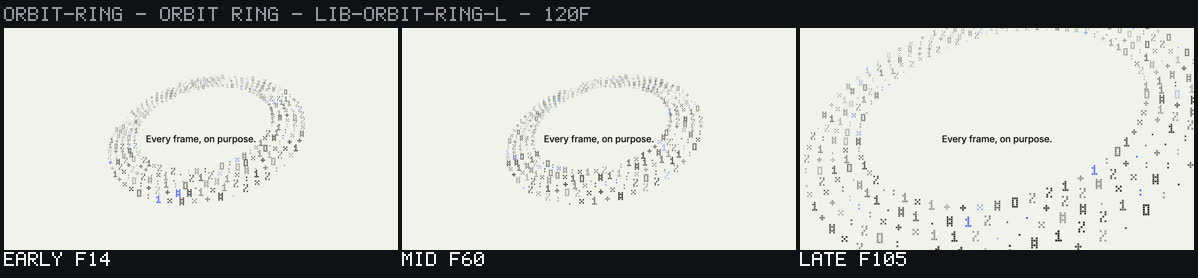 ORBIT-RING — ORBIT RING — LIB-ORBIT-RING-L — 120F
Every frame, on purpose.
Every frame, on purpose.
Every frame, on purpose.
EARLY F14
MID F60
LATE F105